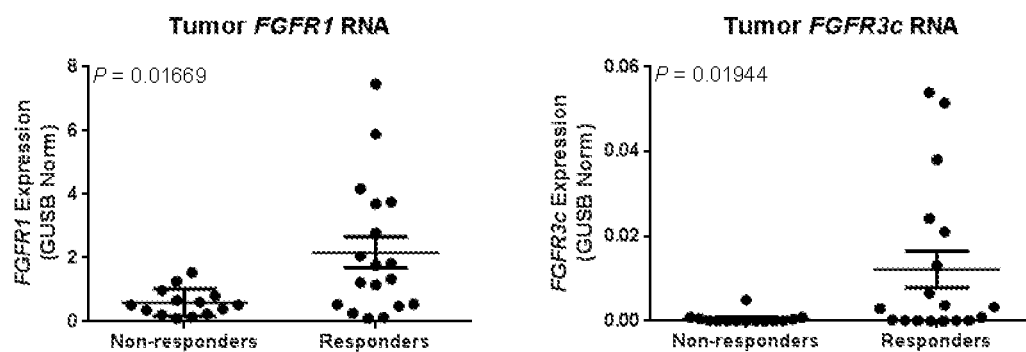 Tumor FGFR1 RNA
P = 0.01669
FGFR1 Expression
(GUSB Norm)
8
6
4
2
0
Non-responders
Responders
Tumor FGFR3c RNA
P = 0.01944
FGFR3c Expression
(GUSB Norm)
0.06
0.04
0.02
0.00
Non-responders
Responders